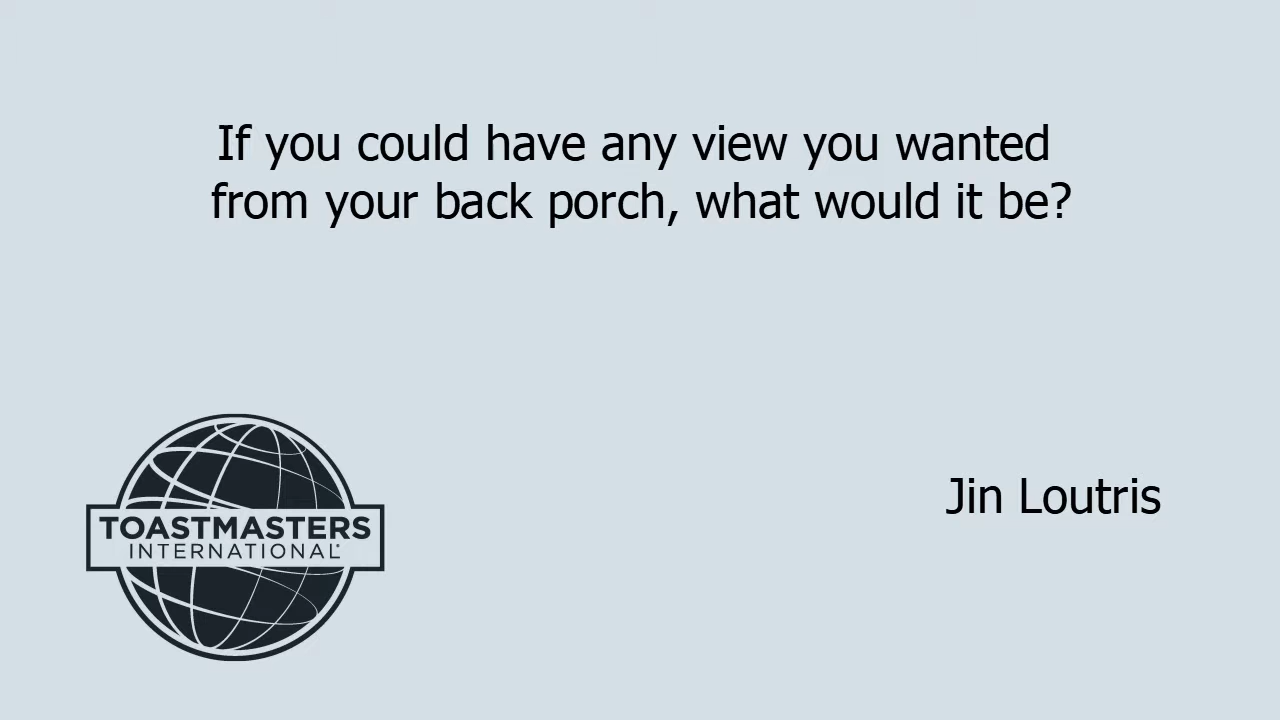 If you could have any view you wanted
from your back porch, what would it be?
Jin Loutris
TOASTMASTERS
INTERNATIONAL